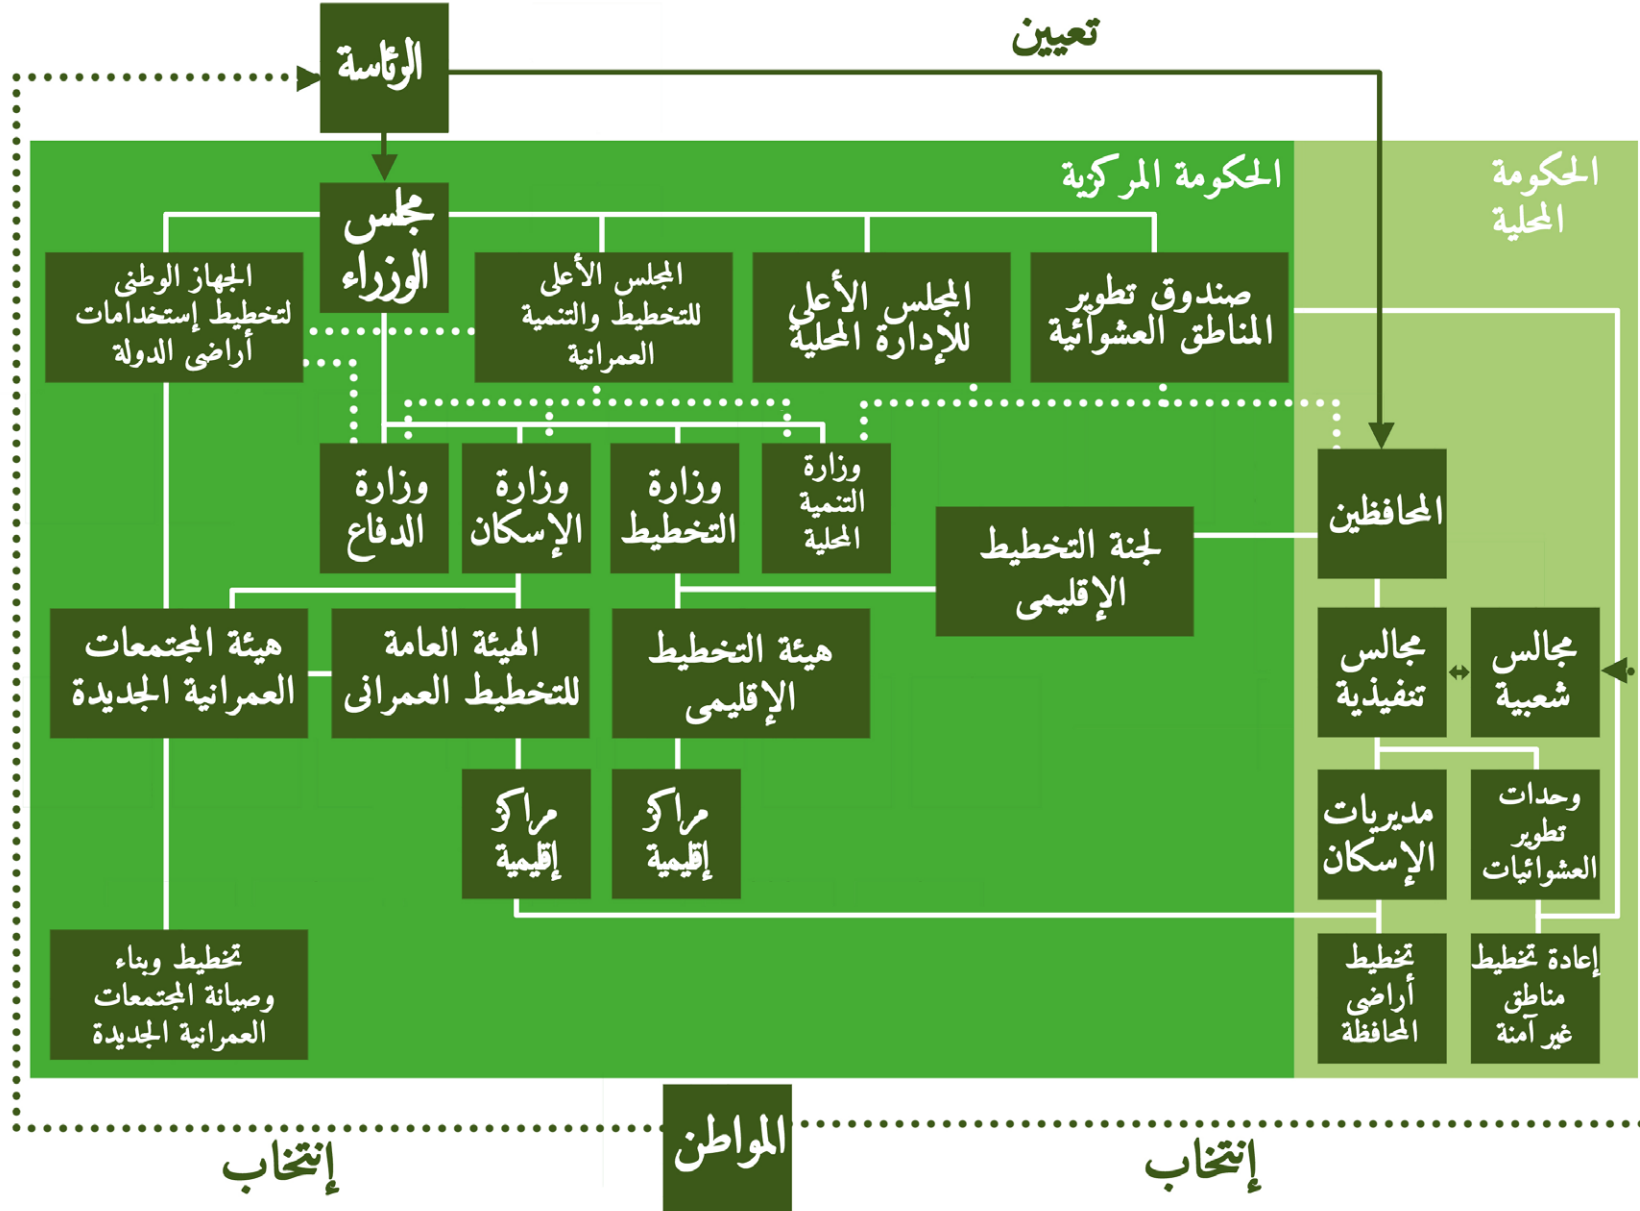 تعيين
الرئاسة
الحكومة المركزية
الحكومة
المحلية
مجلس
الوزراء
صندوق تطوير
المناطق العشوائية
المجلس الأعلى
للإدارة المحلية
المجلس الأعلى
للتخطيط والتنمية
العمرانية
الجهاز الوطنى
لتخطيط إستخدامات
أراضى الدولة
وزارة
الدفاع
وزارة
الإسكان
وزارة
التخطيط
وزارة
التنمية
المحلية
المحافظين
لجنة التخطيط
الإقليمى
هيئة المجتمعات
العمرانية الجديدة
الهيئة العامة
للتخطيط العمرانى
هيئة التخطيط
الإقليمى
مجالس
تنفيذية
مجالس
شعبية
مراكز
إقليمية
مراكز
إقليمية
مديريات
الإسكان
وحدات
تطوير
العشوائيات
تخطيط وبناء
وصيانة المجتمعات
العمرانية الجديدة
تخطيط
أراضى
المحافظة
إعادة تخطيط
مناطق
غير آمنة
المواطن
إنتخاب
إنتخاب